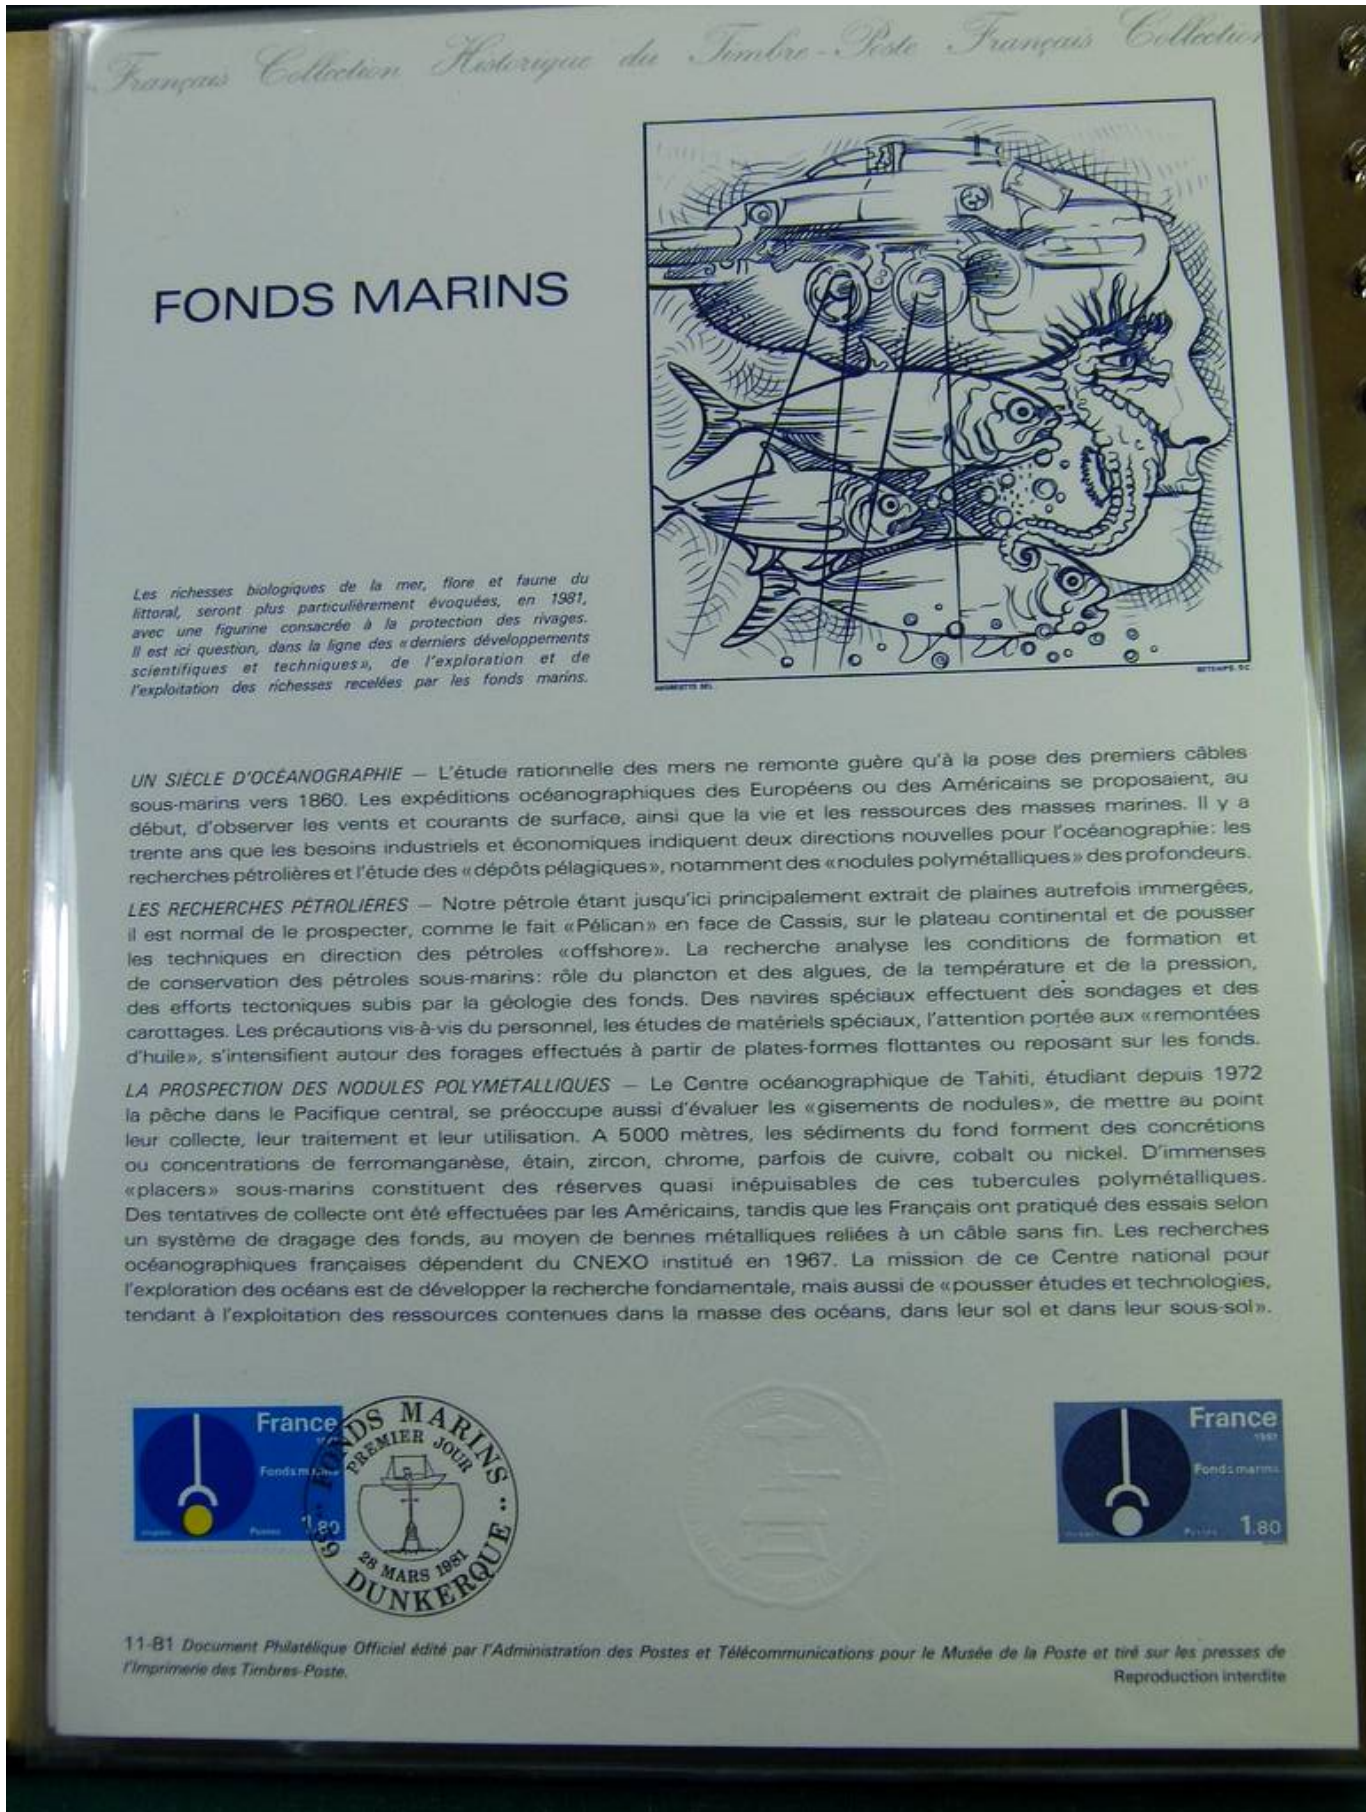 Français Collection Historique du Timbre-Poste Français Collection
FONDS MARINS
Les richesses biologiques de la mer, flore et faune du
littoral, seront plus particulièrement évoquées, en 1981,
avec une figurine consacrée à la protection des rivages.
Il est ici question, dans la ligne des « derniers développements
scientifiques et techniques », de l'exploration et de
l'exploitation des richesses recelées par les fonds marins.
BETEMPS. SC
UN SIÈCLE D'OCÉANOGRAPHIE — L'étude rationnelle des mers ne remonte guère qu'à la pose des premiers câbles
sous-marins vers 1860. Les expéditions océanographiques des Européens ou des Américains se proposaient, au
début, d'observer les vents et courants de surface, ainsi que la vie et les ressources des masses marines. Il y a
trente ans que les besoins industriels et économiques indiquent deux directions nouvelles pour l'océanographie : les
recherches pétrolières et l'étude des « dépôts pélagiques », notamment des « nodules polymétalliques » des profondeurs.
LES RECHERCHES PÉTROLIÈRES — Notre pétrole étant jusqu'ici principalement extrait de plaines autrefois immergées,
il est normal de le prospecter, comme le fait « Pélican » en face de Cassis, sur le plateau continental et de pousser
les techniques en direction des pétroles « offshore ». La recherche analyse les conditions de formation et
de conservation des pétroles sous-marins : rôle du plancton et des algues, de la température et de la pression,
des efforts tectoniques subis par la géologie des fonds. Des navires spéciaux effectuent des sondages et des
carottages. Les précautions vis-à-vis du personnel, les études de matériels spéciaux, l'attention portée aux « remontées
d'huile », s'intensifient autour des forages effectués à partir de plates-formes flottantes ou reposant sur les fonds.
LA PROSPECTION DES NODULES POLYMÉTALLIQUES — Le Centre océanographique de Tahiti, étudiant depuis 1972
la pêche dans le Pacifique central, se préoccupe aussi d'évaluer les « gisements de nodules », de mettre au point
leur collecte, leur traitement et leur utilisation. A 5000 mètres, les sédiments du fond forment des concrétions
ou concentrations de ferromanganèse, étain, zircon, chrome, parfois de cuivre, cobalt ou nickel. D'immenses
« placers » sous-marins constituent des réserves quasi inépuisables de ces tubercules polymétalliques.
Des tentatives de collecte ont été effectuées par les Américains, tandis que les Français ont pratiqué des essais selon
un système de dragage des fonds, au moyen de bennes métalliques reliées à un câble sans fin. Les recherches
océanographiques françaises dépendent du CNEXO institué en 1967. La mission de ce Centre national pour
l'exploration des océans est de développer la recherche fondamentale, mais aussi de « pousser études et technologies,
tendant à l'exploitation des ressources contenues dans la masse des océans, dans leur sol et dans leur sous-sol ».
France
Fonds marins
Postes 1.80
FONDS MARINS
PREMIER JOUR
28 MARS 1981
59 DUNKERQUE
France
1981
Fonds marins
Postes 1.80
11-81 Document Philatélique Officiel édité par l'Administration des Postes et Télécommunications pour le Musée de la Poste et tiré sur les presses de
l'Imprimerie des Timbres-Poste.
Reproduction interdite